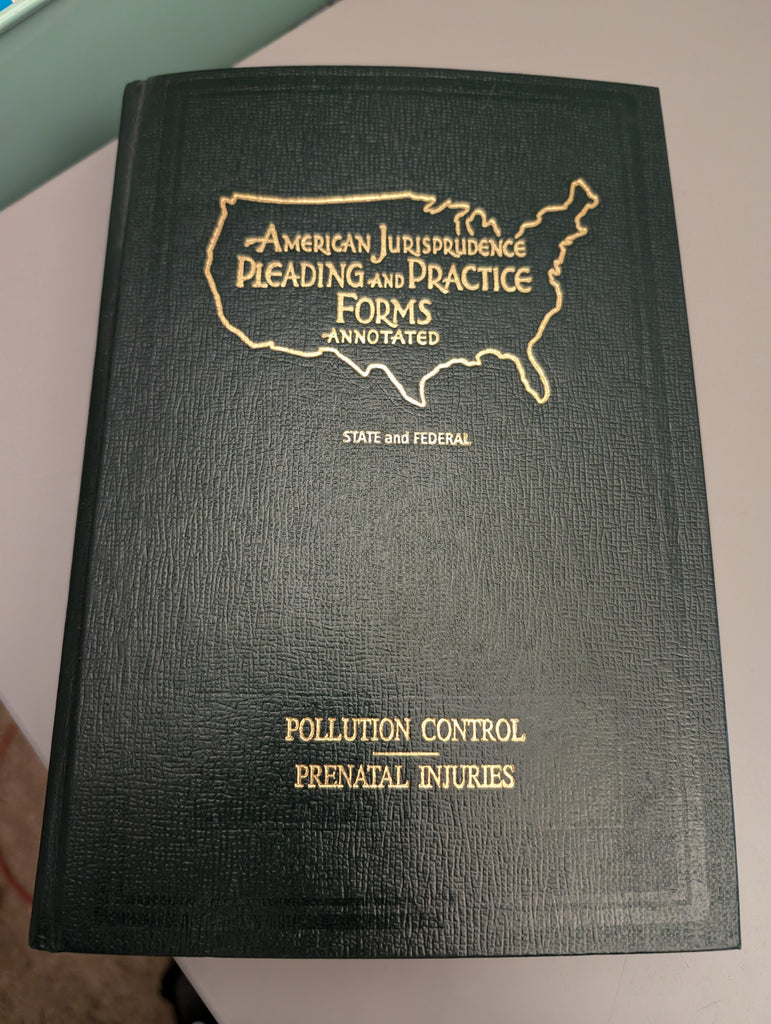 AMERICAN JURISPRUDENCE
PLEADING AND PRACTICE
FORMS
ANNOTATED
STATE and FEDERAL
POLLUTION CONTROL
PRENATAL INJURIES